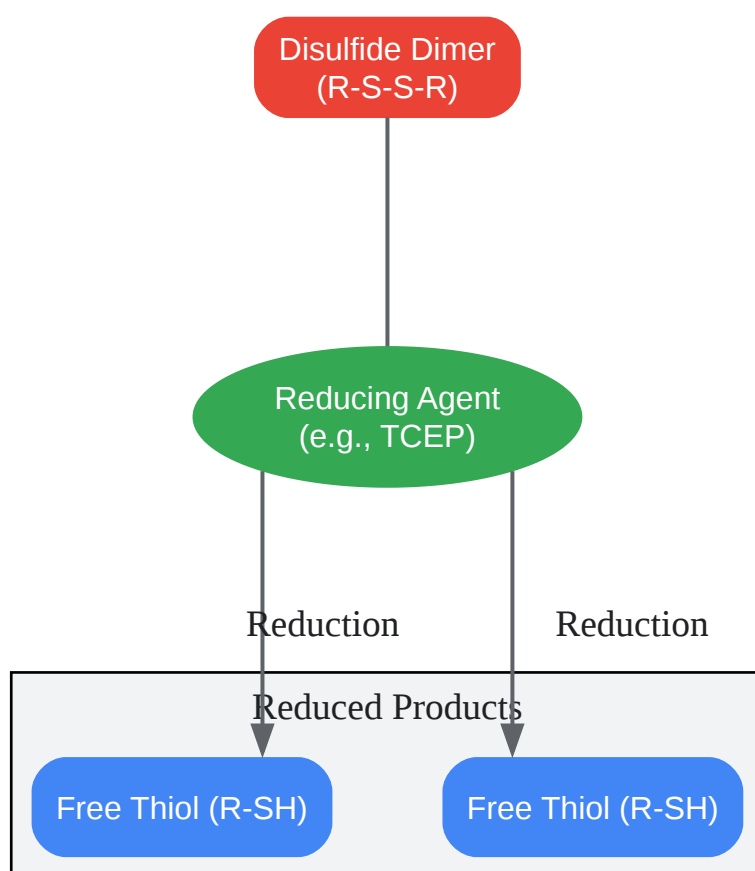 Disulfide Dimer
(R-S-S-R)
Reducing Agent
(e.g., TCEP)
Reduction
Reduction
Reduced Products
Free Thiol (R-SH)
Free Thiol (R-SH)